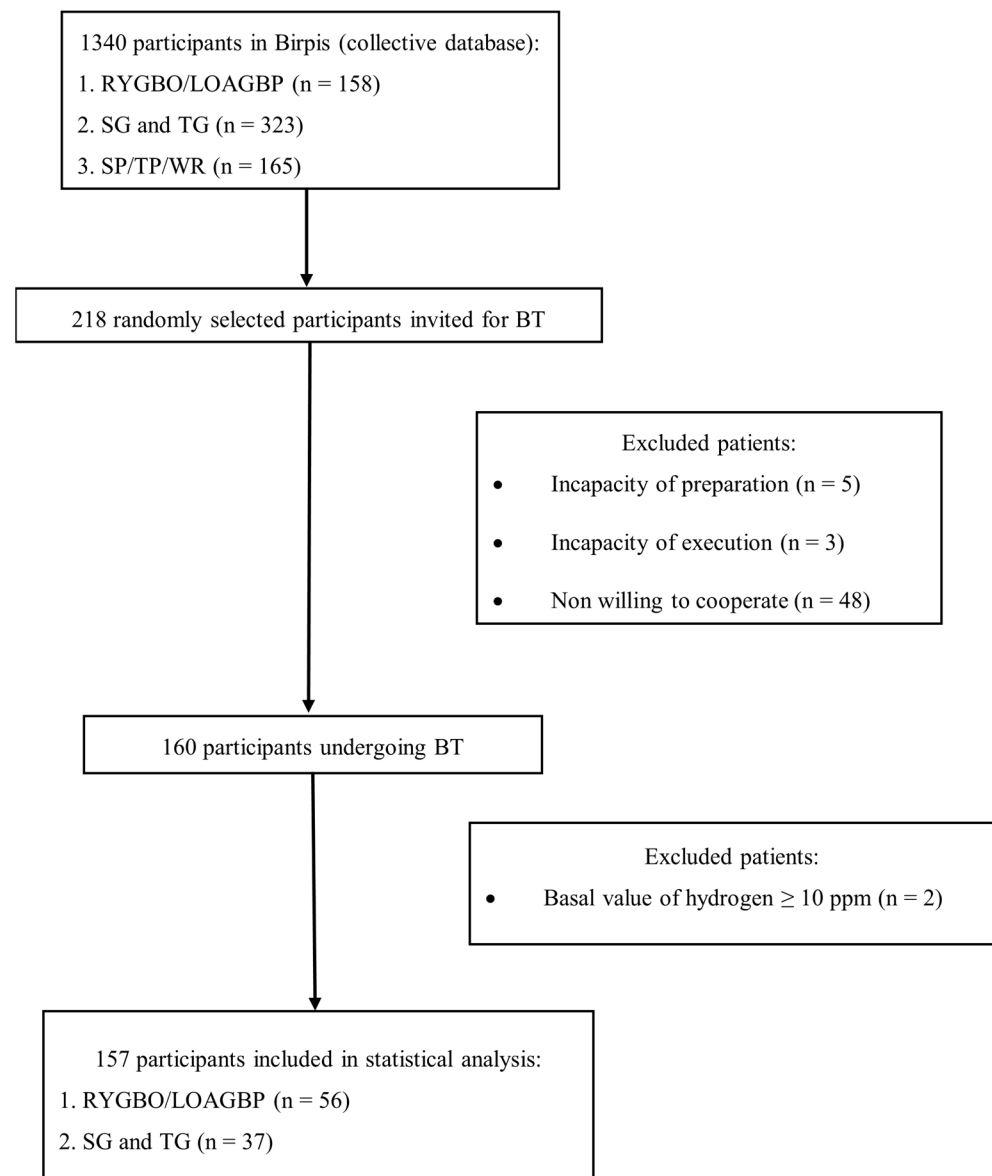 1340 participants in Birpis (collective database):
1. RYGBO/LOAGBP (n = 158)
2. SG and TG (n = 323)
3. SP/TP/WR (n = 165)
218 randomly selected participants invited for BT
Excluded patients:
• Incapacity of preparation (n = 5)
• Incapacity of execution (n = 3)
• Non willing to cooperate (n = 48)
160 participants undergoing BT
Excluded patients:
• Basal value of hydrogen ≥ 10 ppm (n = 2)
157 participants included in statistical analysis:
1. RYGBO/LOAGBP (n = 56)
2. SG and TG (n = 37)